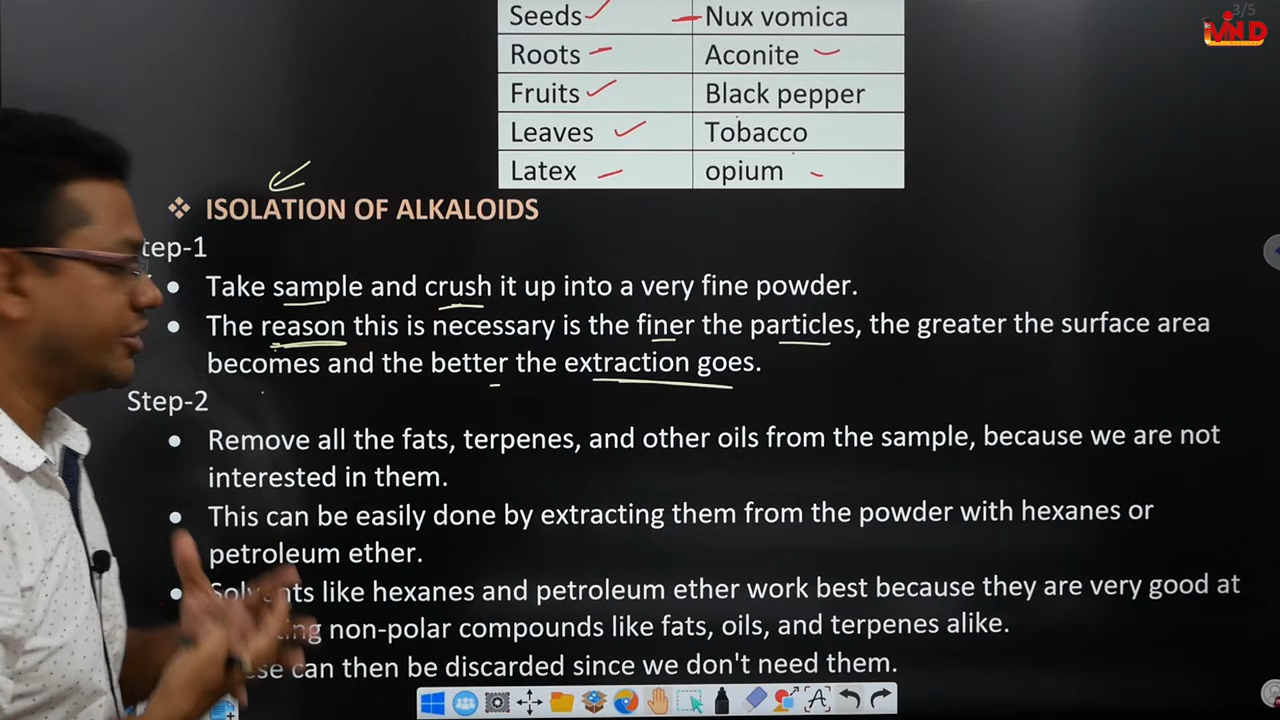 3/5
Seeds Nux vomica
Roots Aconite
Fruits Black pepper
Leaves Tobacco
Latex opium
❖ ISOLATION OF ALKALOIDS
tep-1
• Take sample and crush it up into a very fine powder.
• The reason this is necessary is the finer the particles, the greater the surface area
becomes and the better the extraction goes.
Step-2
• Remove all the fats, terpenes, and other oils from the sample, because we are not
interested in them.
• This can be easily done by extracting them from the powder with hexanes or
petroleum ether.
• Solvents like hexanes and petroleum ether work best because they are very good at
ing non-polar compounds like fats, oils, and terpenes alike.
se can then be discarded since we don't need them.